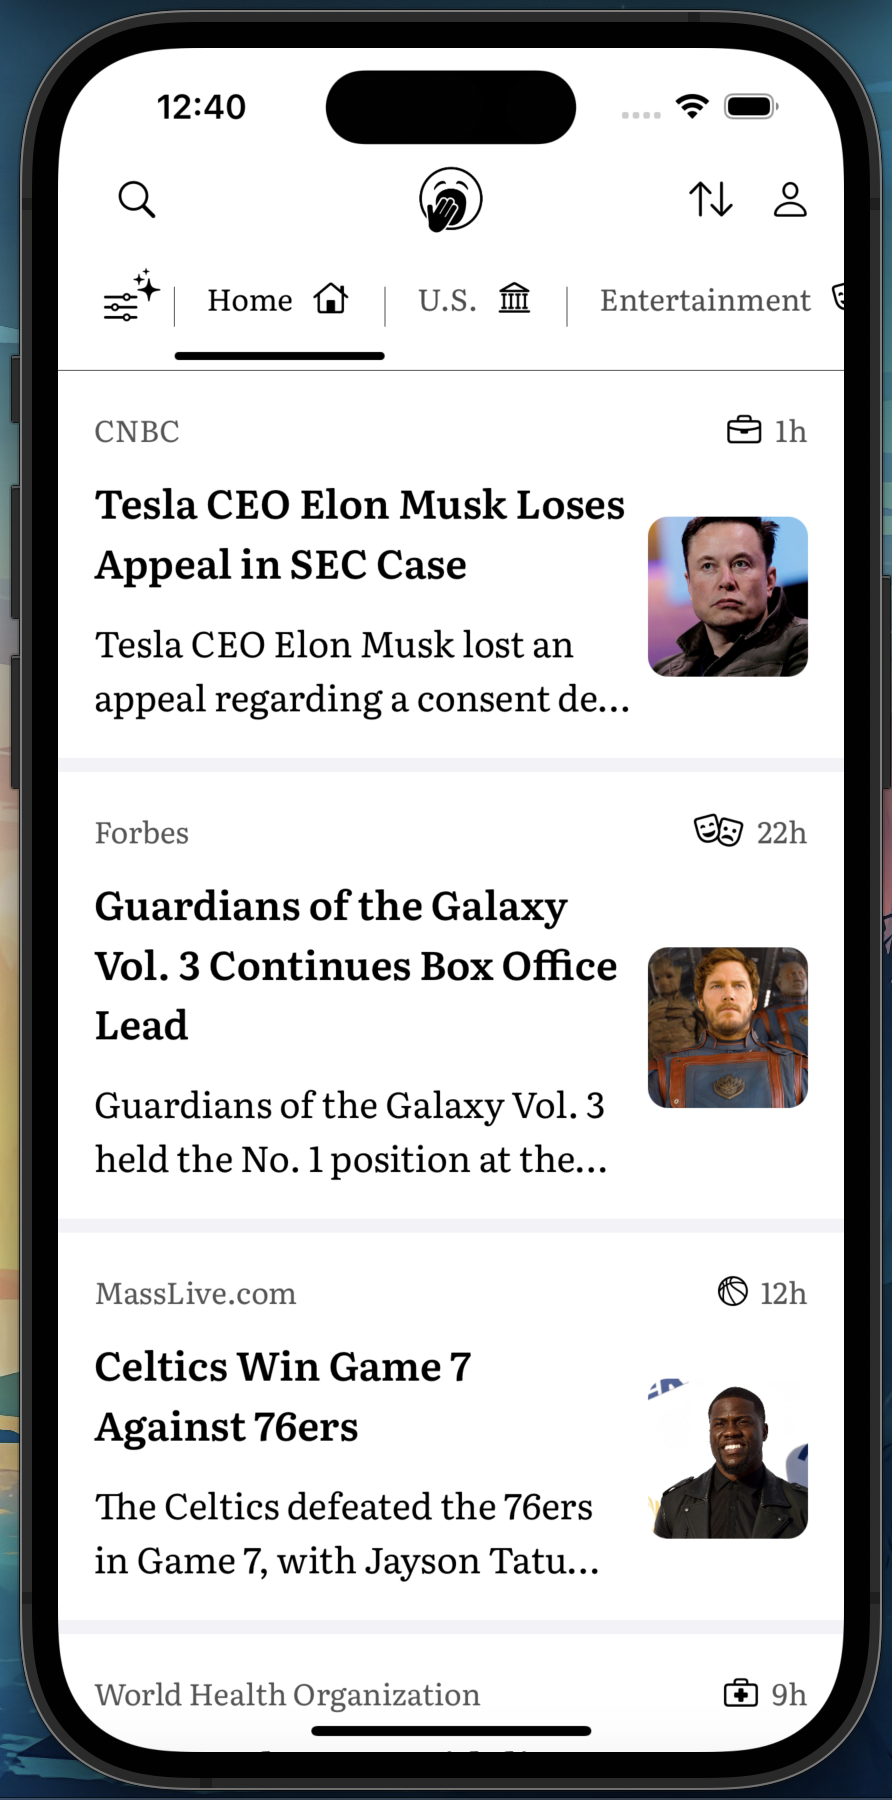 12:40
Home
U.S.
Entertainment
CNBC
1h
Tesla CEO Elon Musk Loses
Appeal in SEC Case
Tesla CEO Elon Musk lost an
appeal regarding a consent de...
Forbes
22h
Guardians of the Galaxy
Vol. 3 Continues Box Office
Lead
Guardians of the Galaxy Vol. 3
held the No. 1 position at the...
MassLive.com
12h
Celtics Win Game 7
Against 76ers
The Celtics defeated the 76ers
in Game 7, with Jayson Tatu...
World Health Organization
9h